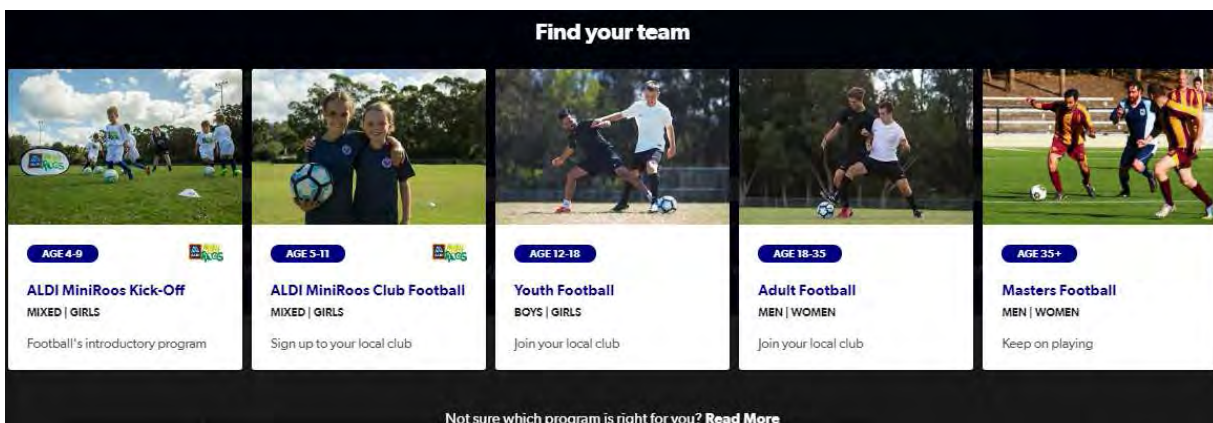 Find your team
AGE 4-9
ALDI MiniRoos Kick-Off
MIXED | GIRLS
Football's introductory program
AGE 5-11
ALDI MiniRoos Club Football
MIXED | GIRLS
Sign up to your local club
AGE 12-18
Youth Football
BOYS | GIRLS
Join your local club
AGE 18-35
Adult Football
MEN | WOMEN
Join your local club
AGE 35+
Masters Football
MEN | WOMEN
Keep on playing
Not sure which program is right for you? Read More